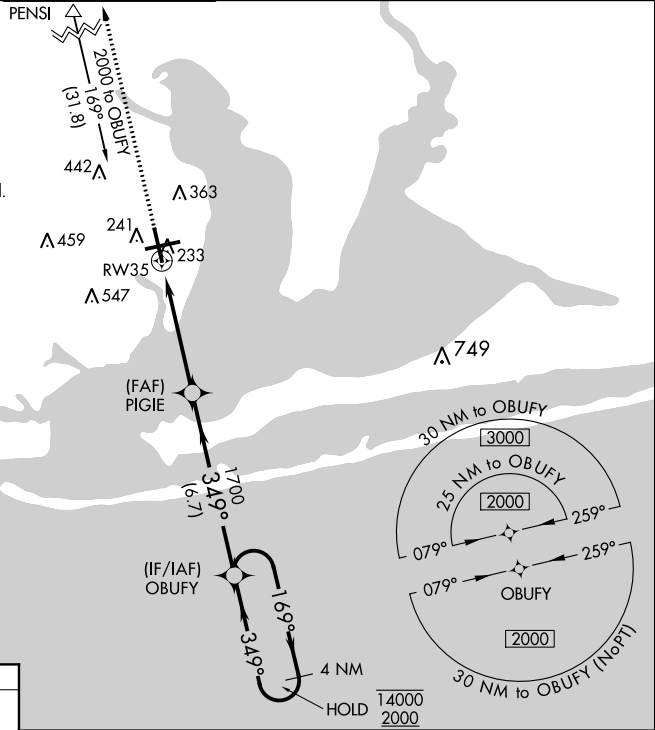 PENSI
2000 to OBUFY
169°
(31.8)
442
363
l.
241
459
233
RW35
547
749
(FAF)
PIGIE
30 NM to OBUFY
3000
25 NM to OBUFY
2000
259°
079°
1700
349°
(6.7)
259°
079°
OBUFY
(IF/IAF)
OBUFY
169°
349°
2000
30 NM to OBUFY (NoPT)
4 NM
HOLD
14000
2000